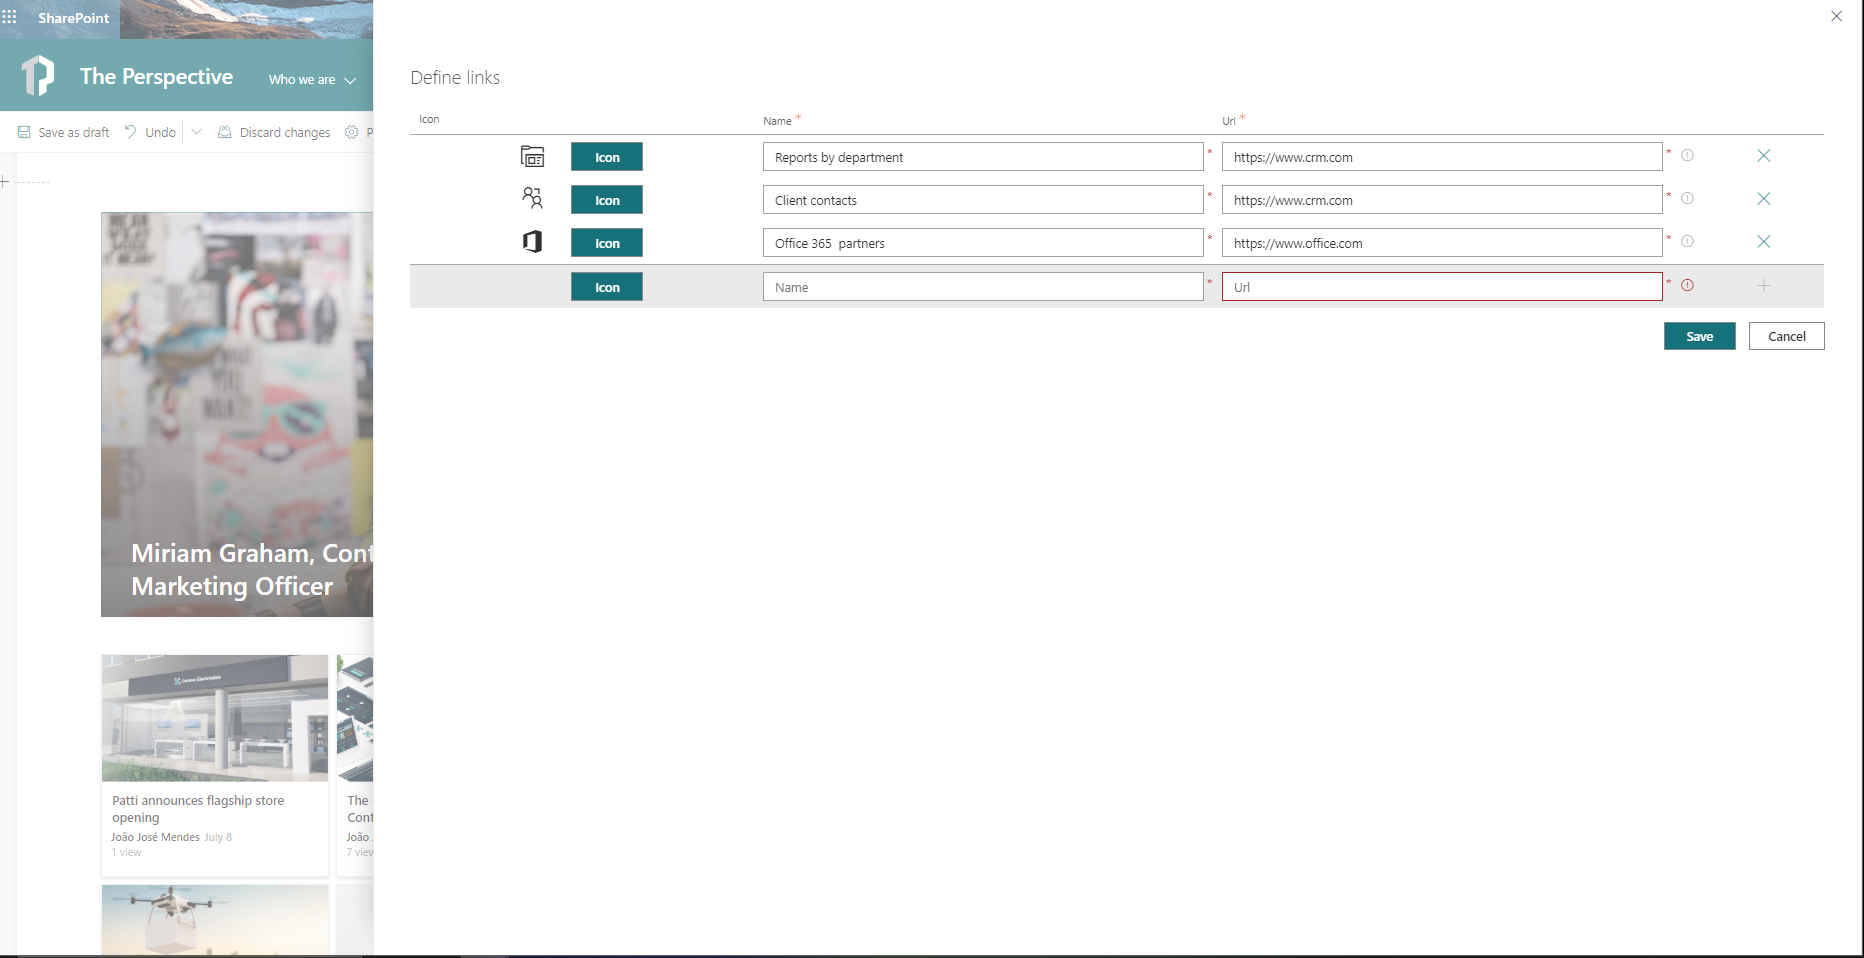 SharePoint
The Perspective
Who we are
Save as draft
Undo
Discard changes
P
Miriam Graham, Cont
Marketing Officer
Patti announces flagship store
opening
João José Mendes July 8
1 view
The
Cont
João
7 view
Define links
Icon
Name *
Url *
Icon
Reports by department
*
https://www.crm.com
*
Icon
Client contacts
*
https://www.crm.com
*
Icon
Office 365  partners
*
https://www.office.com
*
Icon
Name
*
Url
*
Save
Cancel